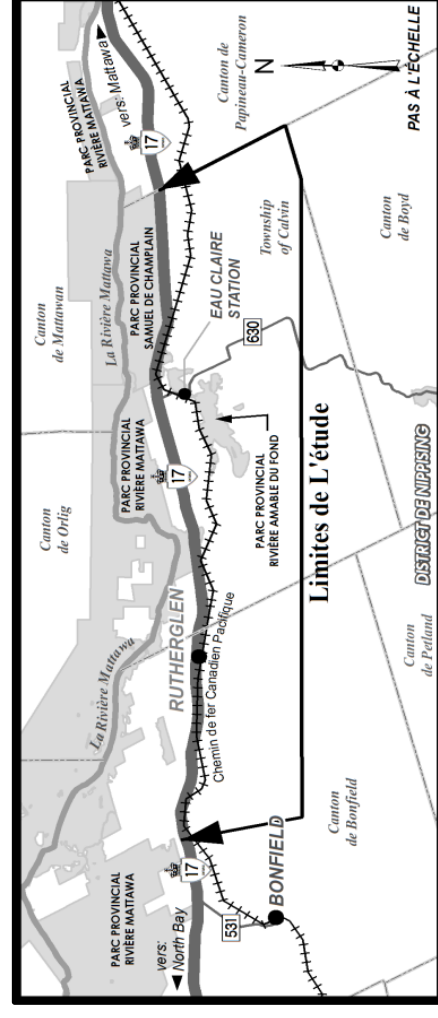 Canton
de Mattawan
PARC PROVINCIAL
RIVIÈRE MATTAWA
vers: Mattawa
17
Canton de
Papineau-Cameron
N
PAS À L'ÉCHELLE
La Rivière Mattawa
PARC PROVINCIAL
SAMUEL DE CHAMPLAIN
EAU CLAIRE
STATION
Township
of Calvin
630
Canton
de Boyd
Canton
de Orlig
PARC PROVINCIAL
RIVIÈRE MATTAWA
17
PARC PROVINCIAL
RIVIÈRE AMABLE DU FOND
Limites de L'étude
DISTRICT DE NIPPISING
La Rivière Mattawa
RUTHERGLEN
Chemin de fer Canadien Pacifique
Canton
de Petland
PARC PROVINCIAL
RIVIÈRE MATTAWA
vers:
North Bay
17
531
BONFIELD
Canton
de Bonfield